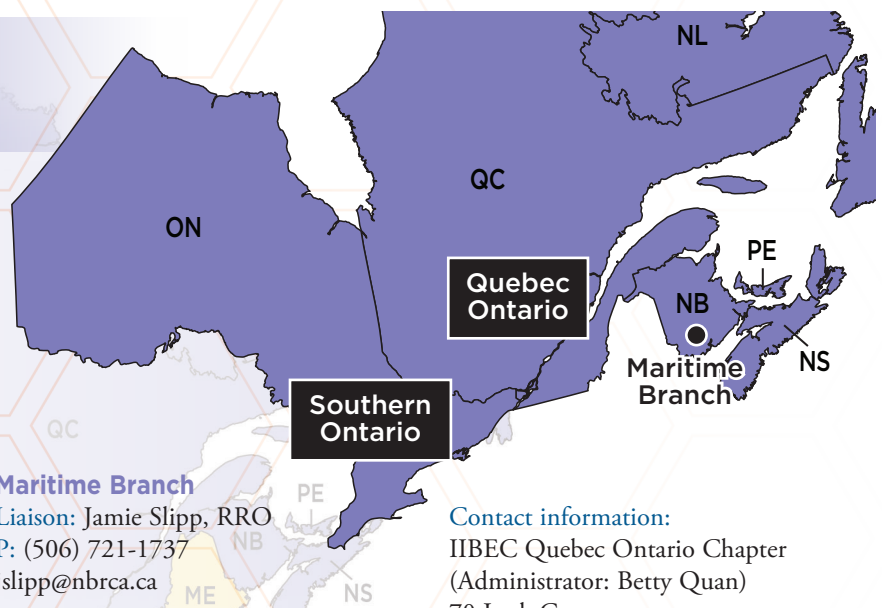 NL
QC
ON
PE
Quebec
Ontario
NB
Maritime
Branch
NS
Southern
Ontario
QC
Maritime Branch
Liaison: Jamie Slipp, RRO
P: (506) 721-1737
slipp@nbrca.ca
PE
NB
ME
NS
Contact information:
IIBEC Quebec Ontario Chapter
(Administrator: Betty Quan)